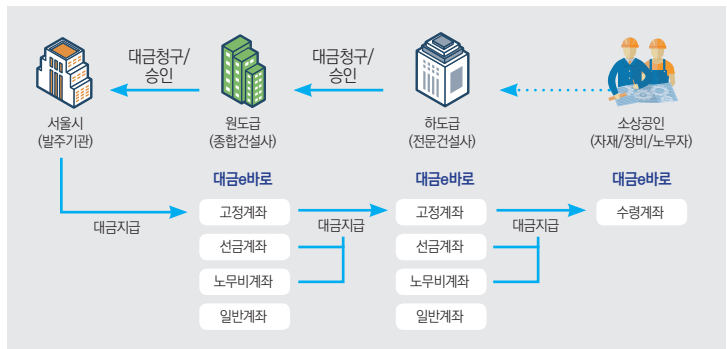 대금청구/
승인
대금청구/
승인
서울시
(발주기관)
원도급
(종합건설사)
하도급
(전문건설사)
소상공인
(자재/장비/노무자)
대금e바로
대금e바로
대금e바로
대금지급
고정계좌
대금지급
고정계좌
대금지급
수령계좌
선금계좌
선금계좌
노무비계좌
노무비계좌
일반계좌
일반계좌